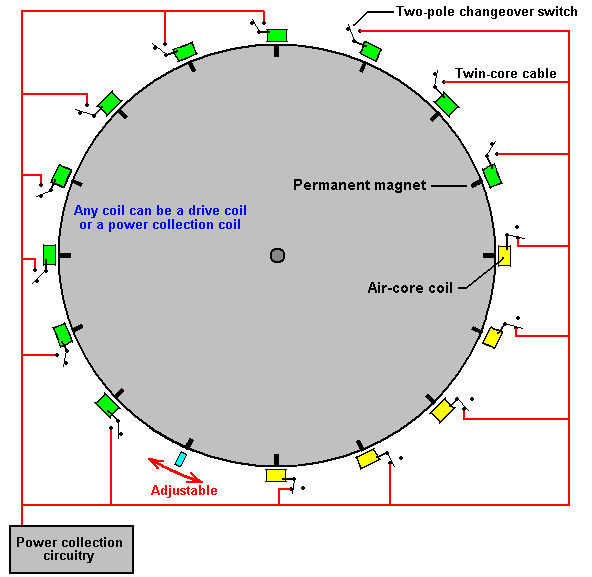 Two-pole changeover switch
Twin-core cable
Permanent magnet
Any coil can be a drive coil
or a power collection coil
Air-core coil
Adjustable
Power collection
circuitry